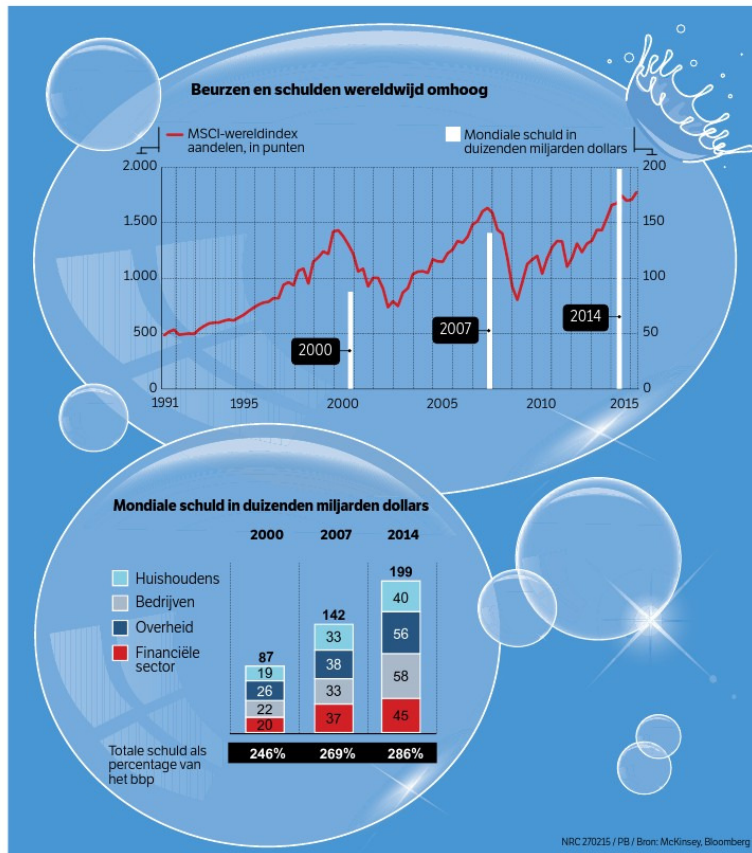 Beurzen en schulden wereldwijd omhoog
MSCI-wereldindex
aandelen, in punten
Mondiale schuld in
duizenden miljarden dollars
2.000
1.500
1.000
500
0
200
150
100
50
0
2000
2007
2014
1991
1995
2000
2005
2010
2015
Mondiale schuld in duizenden miljarden dollars
2000
2007
2014
Huishoudens
Bedrijven
Overheid
Financiële
sector
87
19
26
22
20
142
33
38
33
37
199
40
56
58
45
Totale schuld als
percentage van
het bbp
246%
269%
286%
NRC 270215 / PB / Bron: McKinsey, Bloomberg